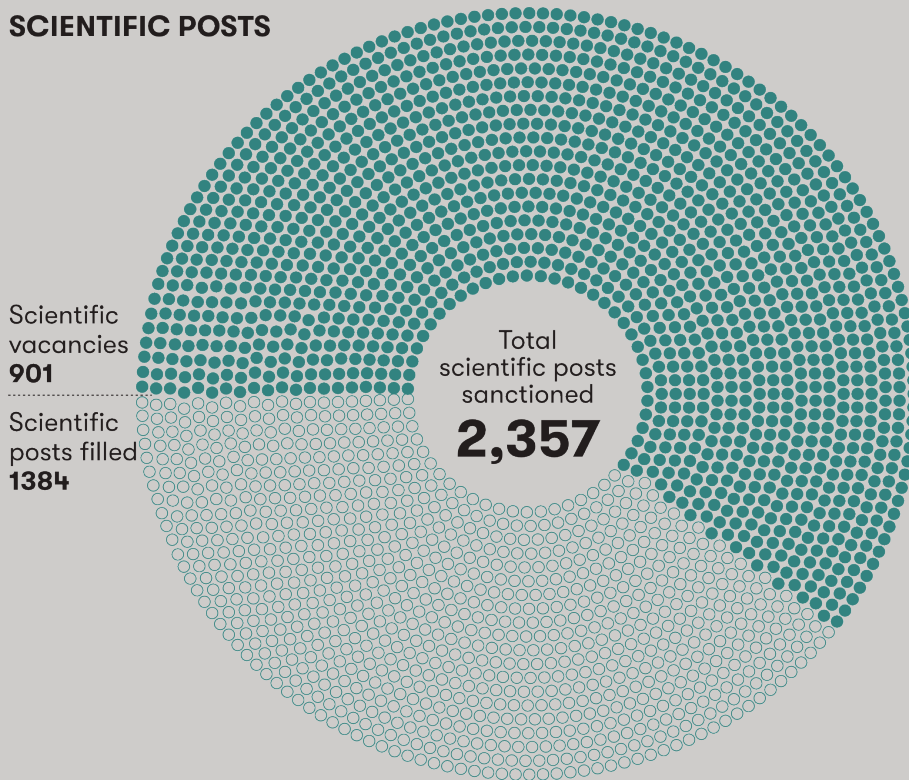 SCIENTIFIC POSTS
Scientific
vacancies
901
Scientific
posts filled
1384
Total
scientific posts
sanctioned
2,357